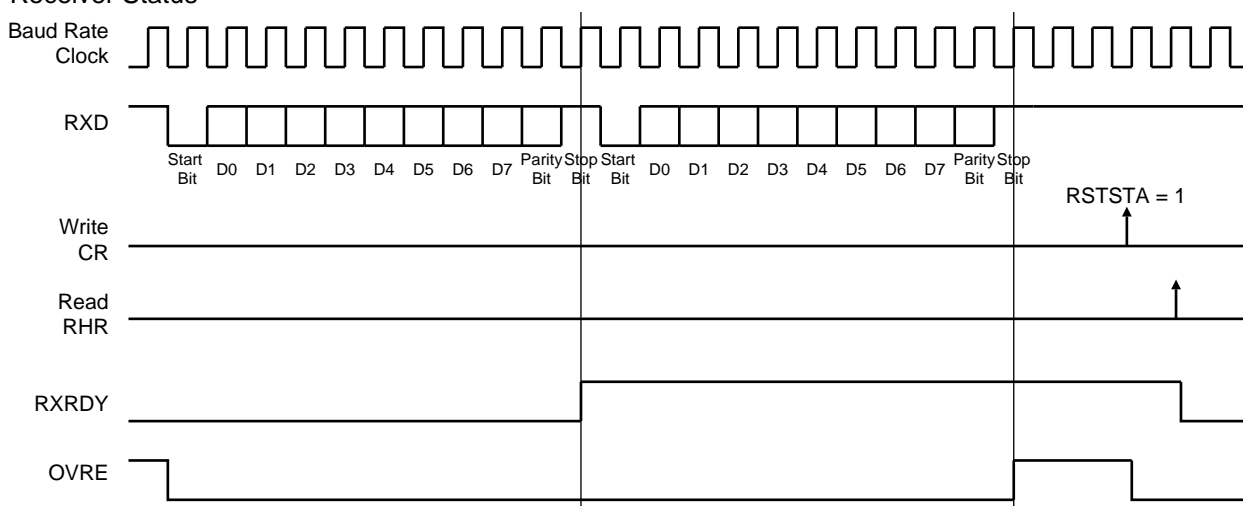 Receiver Status
Baud Rate
Clock
RXD
Start Bit D0 D1 D2 D3 D4 D5 D6 D7 Parity Bit Stop Bit Start Bit D0 D1 D2 D3 D4 D5 D6 D7 Parity Bit Stop Bit
RSTSTA = 1
Write
CR
Read
RHR
RXRDY
OVRE